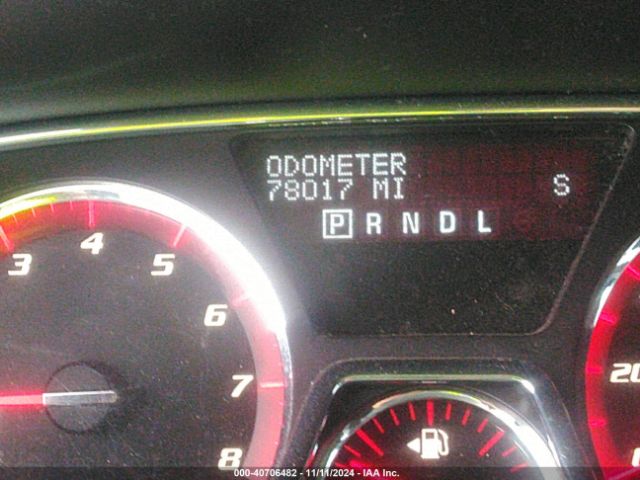 ODOMETER
78017 MI S
P R N D L
3 4 5
6
7
8
20
000-40706482 - 11/11/2024 - IAA Inc.